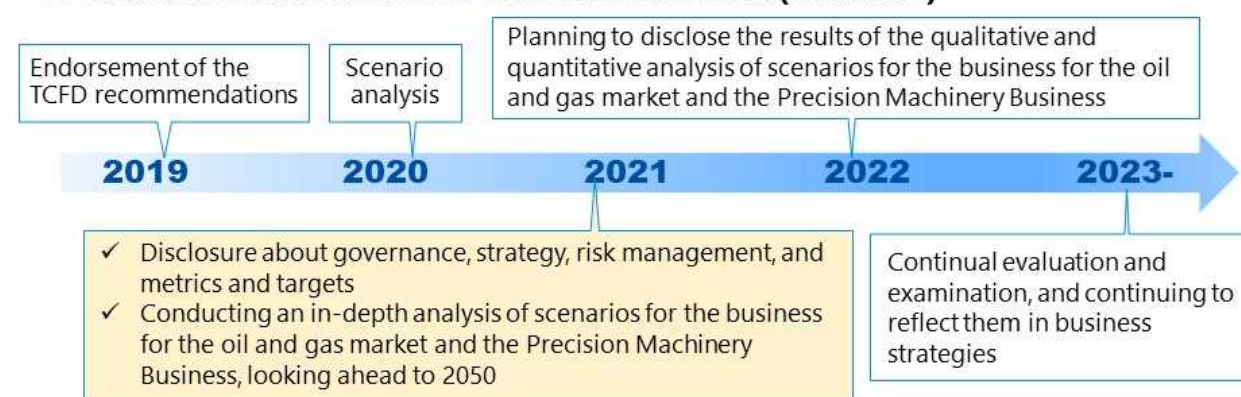 Endorsement of the
TCFD recommendations
Scenario
analysis
Planning to disclose the results of the qualitative and
quantitative analysis of scenarios for the business for the oil
and gas market and the Precision Machinery Business
2019
2020
2021
2022
2023-
✓ Disclosure about governance, strategy, risk management, and
metrics and targets
✓ Conducting an in-depth analysis of scenarios for the business
for the oil and gas market and the Precision Machinery
Business, looking ahead to 2050
Continual evaluation and
examination, and continuing to
reflect them in business
strategies